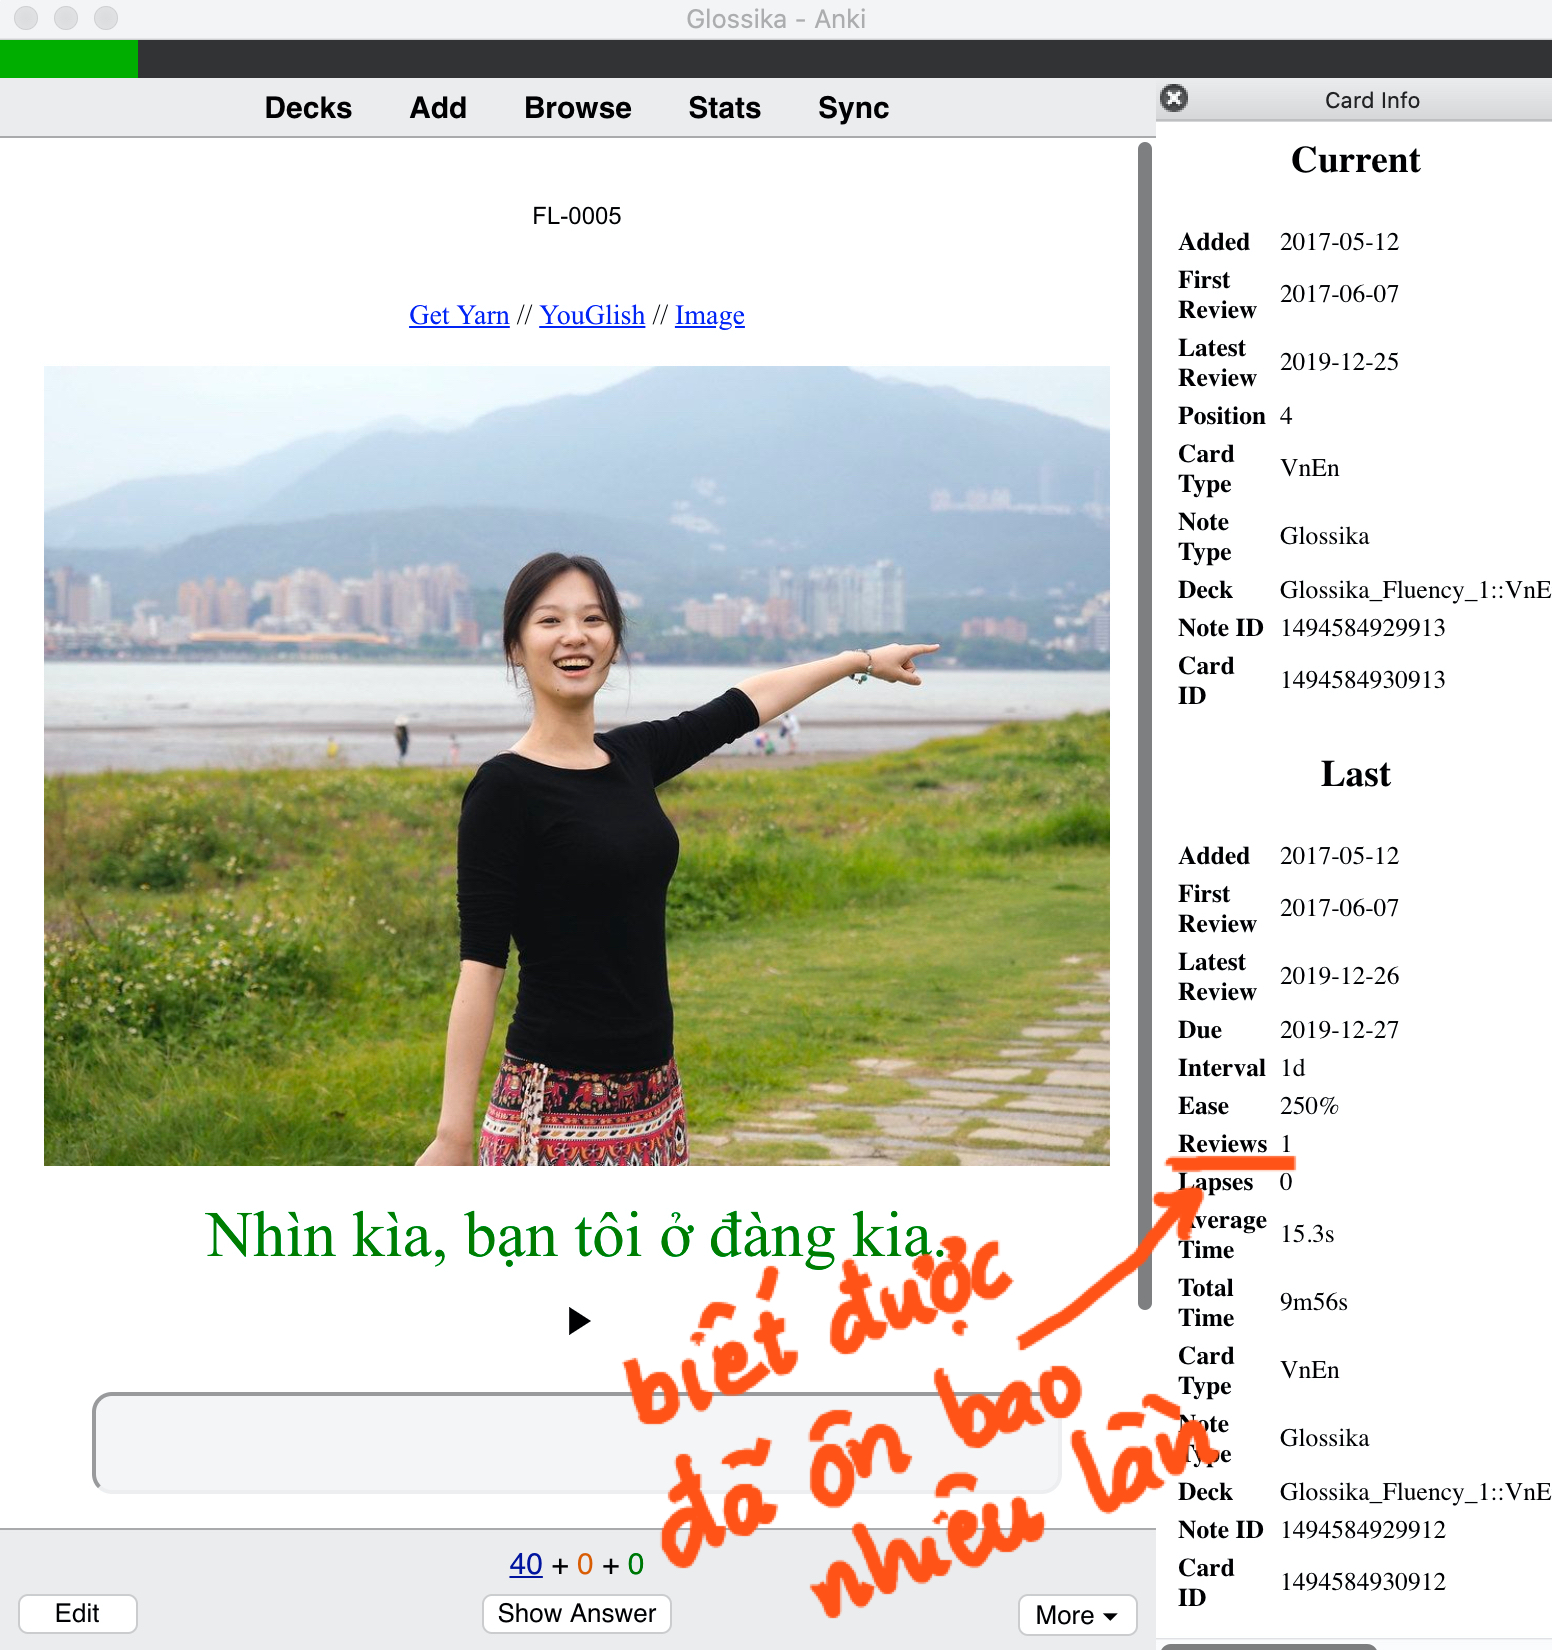 Glossika - Anki
Decks Add Browse Stats Sync
FL-0005
Get Yarn // YouGlish // Image
Nhìn kìa, bạn tôi ở đàng kia.
biết được
đã ôn bao
nhiêu lần
40 + 0 + 0
Edit
Show Answer
More
Card Info
Current
Added 2017-05-12
First Review 2017-06-07
Latest Review 2019-12-25
Position 4
Card Type VnEn
Note Type Glossika
Deck Glossika_Fluency_1::VnE
Note ID 1494584929913
Card ID 1494584930913
Last
Added 2017-05-12
First Review 2017-06-07
Latest Review 2019-12-26
Due 2019-12-27
Interval 1d
Ease 250%
Reviews 1
Lapses 0
Average Time 15.3s
Total Time 9m56s
Card Type VnEn
Note Type Glossika
Deck Glossika_Fluency_1::VnE
Note ID 1494584929912
Card ID 1494584930912